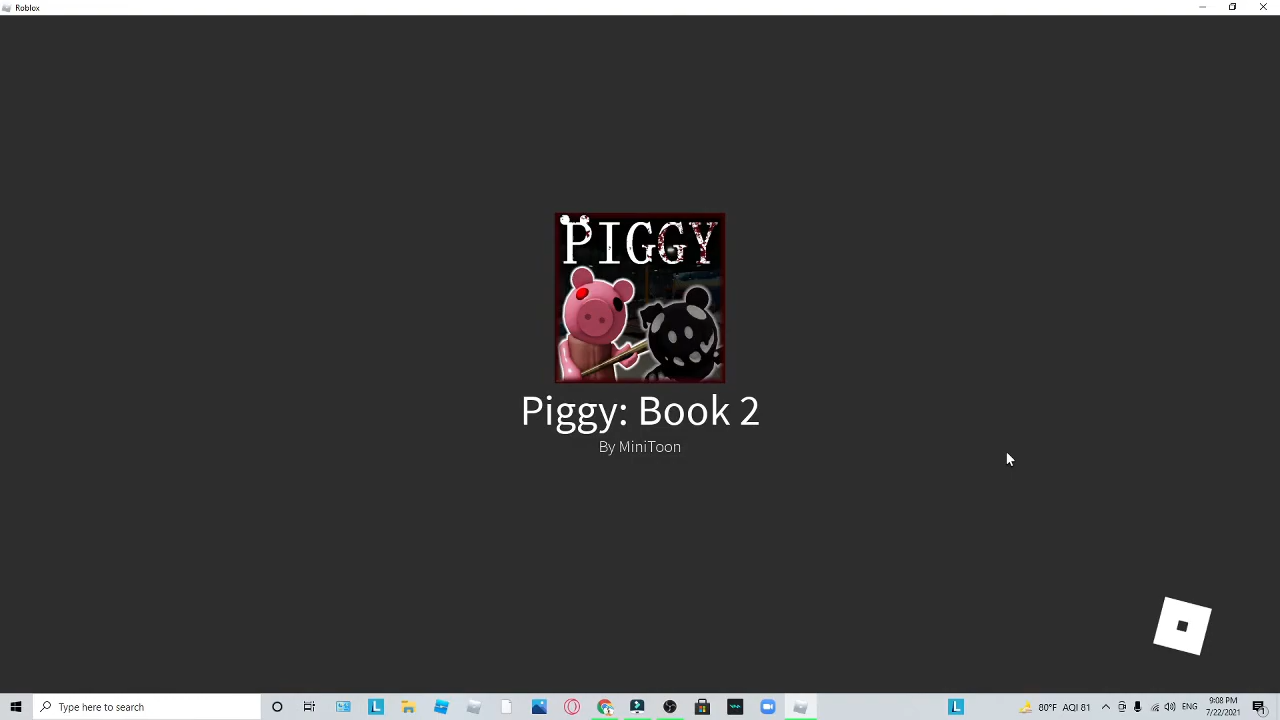 Roblox
PIGGY
Piggy: Book 2
By MiniToon
Type here to search
L
L
80°F AQI 81
ENG
9:08 PM
7/22/2021